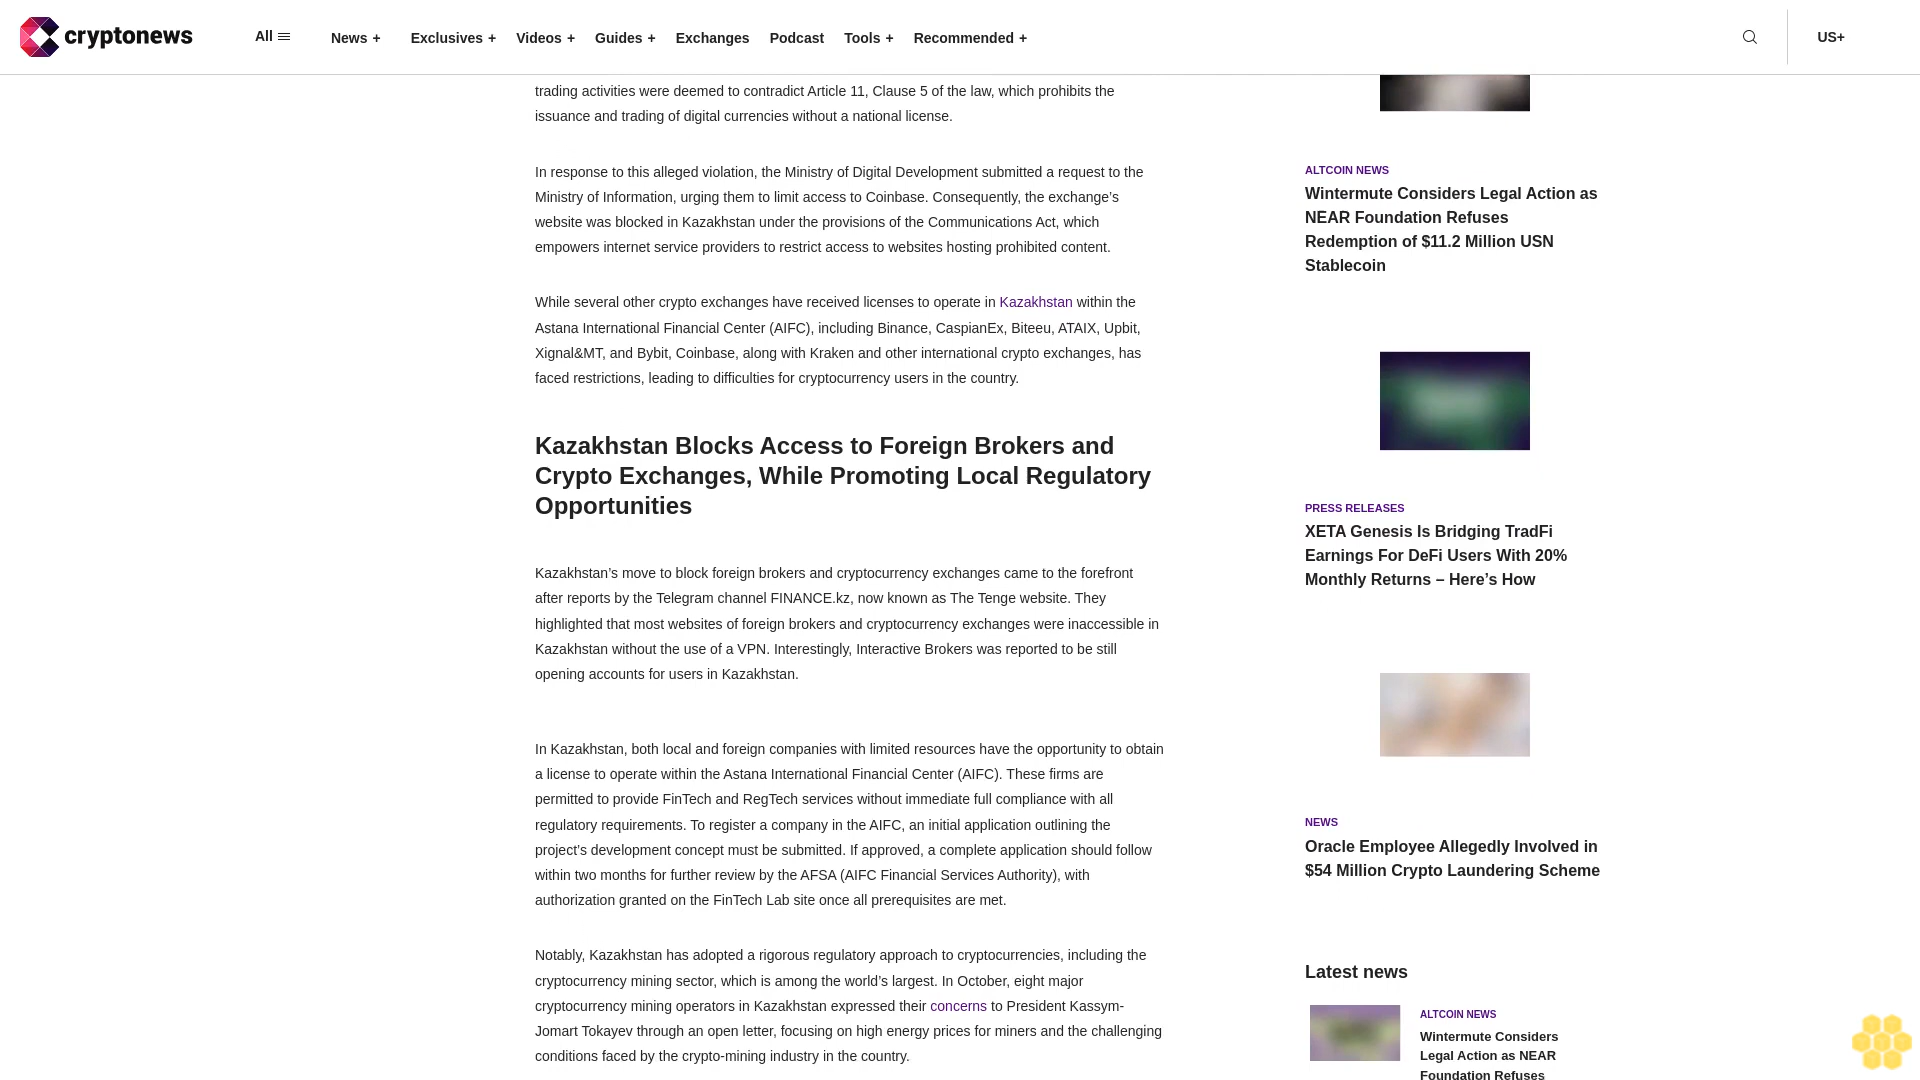 cryptonews
All
News +
Exclusives +
Videos +
Guides +
Exchanges
Podcast
Tools +
Recommended +
US+
trading activities were deemed to contradict Article 11, Clause 5 of the law, which prohibits the
issuance and trading of digital currencies without a national license.
In response to this alleged violation, the Ministry of Digital Development submitted a request to the
Ministry of Information, urging them to limit access to Coinbase. Consequently, the exchange’s
website was blocked in Kazakhstan under the provisions of the Communications Act, which
empowers internet service providers to restrict access to websites hosting prohibited content.
While several other crypto exchanges have received licenses to operate in Kazakhstan within the
Astana International Financial Center (AIFC), including Binance, CaspianEx, Biteeu, ATAIX, Upbit,
Xignal&MT, and Bybit, Coinbase, along with Kraken and other international crypto exchanges, has
faced restrictions, leading to difficulties for cryptocurrency users in the country.
Kazakhstan Blocks Access to Foreign Brokers and
Crypto Exchanges, While Promoting Local Regulatory
Opportunities
Kazakhstan’s move to block foreign brokers and cryptocurrency exchanges came to the forefront
after reports by the Telegram channel FINANCE.kz, now known as The Tenge website. They
highlighted that most websites of foreign brokers and cryptocurrency exchanges were inaccessible in
Kazakhstan without the use of a VPN. Interestingly, Interactive Brokers was reported to be still
opening accounts for users in Kazakhstan.
In Kazakhstan, both local and foreign companies with limited resources have the opportunity to obtain
a license to operate within the Astana International Financial Center (AIFC). These firms are
permitted to provide FinTech and RegTech services without immediate full compliance with all
regulatory requirements. To register a company in the AIFC, an initial application outlining the
project’s development concept must be submitted. If approved, a complete application should follow
within two months for further review by the AFSA (AIFC Financial Services Authority), with
authorization granted on the FinTech Lab site once all prerequisites are met.
Notably, Kazakhstan has adopted a rigorous regulatory approach to cryptocurrencies, including the
cryptocurrency mining sector, which is among the world’s largest. In October, eight major
cryptocurrency mining operators in Kazakhstan expressed their concerns to President Kassym-
Jomart Tokayev through an open letter, focusing on high energy prices for miners and the challenging
conditions faced by the crypto-mining industry in the country.
ALTCOIN NEWS
Wintermute Considers Legal Action as
NEAR Foundation Refuses
Redemption of $11.2 Million USN
Stablecoin
PRESS RELEASES
XETA Genesis Is Bridging TradFi
Earnings For DeFi Users With 20%
Monthly Returns – Here’s How
NEWS
Oracle Employee Allegedly Involved in
$54 Million Crypto Laundering Scheme
Latest news
ALTCOIN NEWS
Wintermute Considers
Legal Action as NEAR
Foundation Refuses